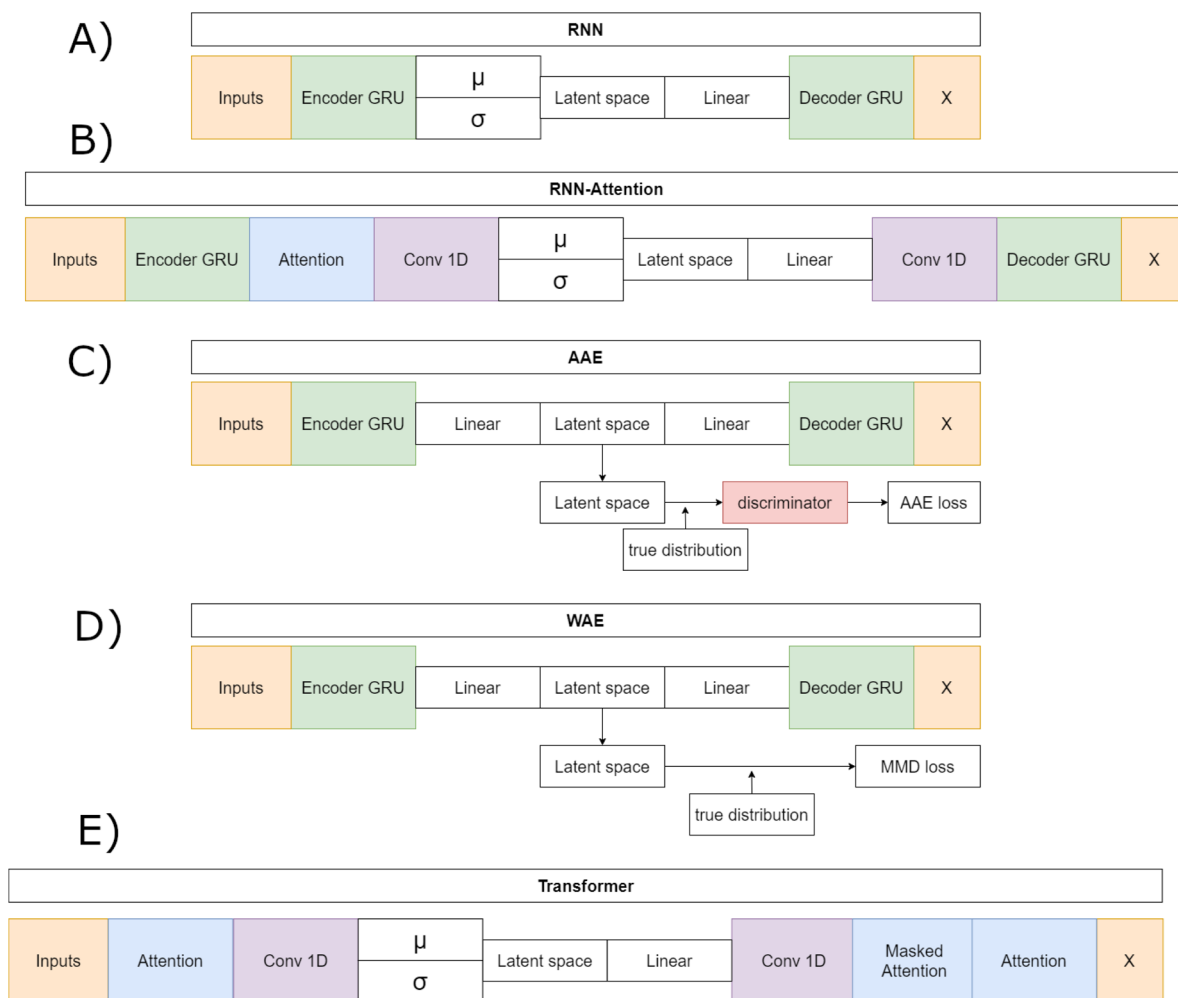 A)
RNN
Inputs
Encoder GRU
μ
σ
Latent space
Linear
Decoder GRU
X
B)
RNN-Attention
Inputs
Encoder GRU
Attention
Conv 1D
μ
σ
Latent space
Linear
Conv 1D
Decoder GRU
X
C)
AAE
Inputs
Encoder GRU
Linear
Latent space
Linear
Decoder GRU
X
Latent space
discriminator
AAE loss
true distribution
D)
WAE
Inputs
Encoder GRU
Linear
Latent space
Linear
Decoder GRU
X
Latent space
MMD loss
true distribution
E)
Transformer
Inputs
Attention
Conv 1D
μ
σ
Latent space
Linear
Conv 1D
Masked
Attention
Attention
X